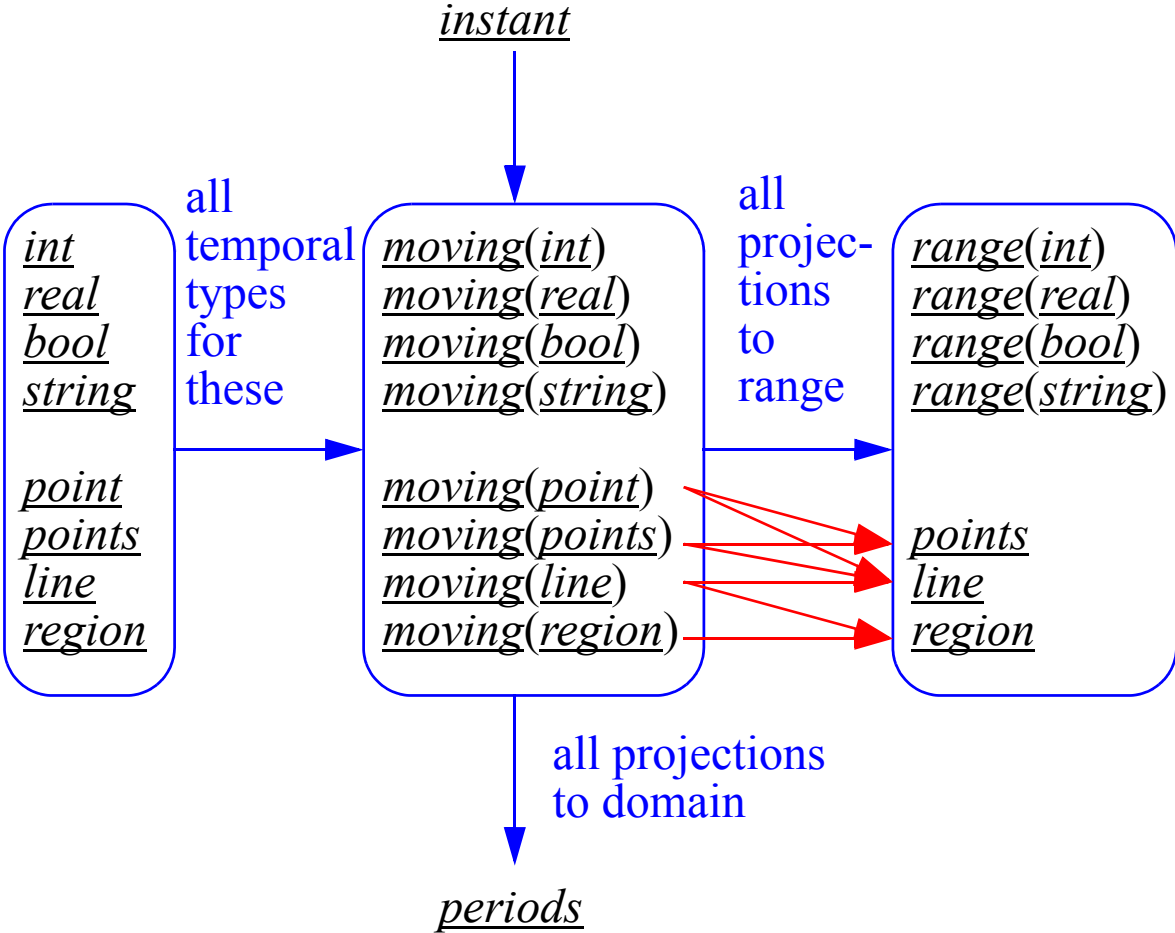 instant
int
real
bool
string
point
points
line
region
all
temporal
types
for
these
moving(int)
moving(real)
moving(bool)
moving(string)
moving(point)
moving(points)
moving(line)
moving(region)
all
projec-
tions
to
range
range(int)
range(real)
range(bool)
range(string)
points
line
region
all projections
to domain
periods